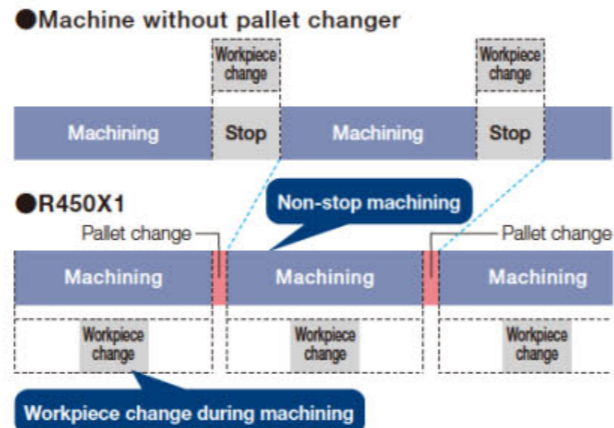 ●Machine without pallet changer
Workpiece
change
Workpiece
change
Machining
Stop
Machining
Stop
●R450X1
Non-stop machining
Pallet change
Pallet change
Machining
Machining
Machining
Workpiece
change
Workpiece
change
Workpiece
change
Workpiece change during machining